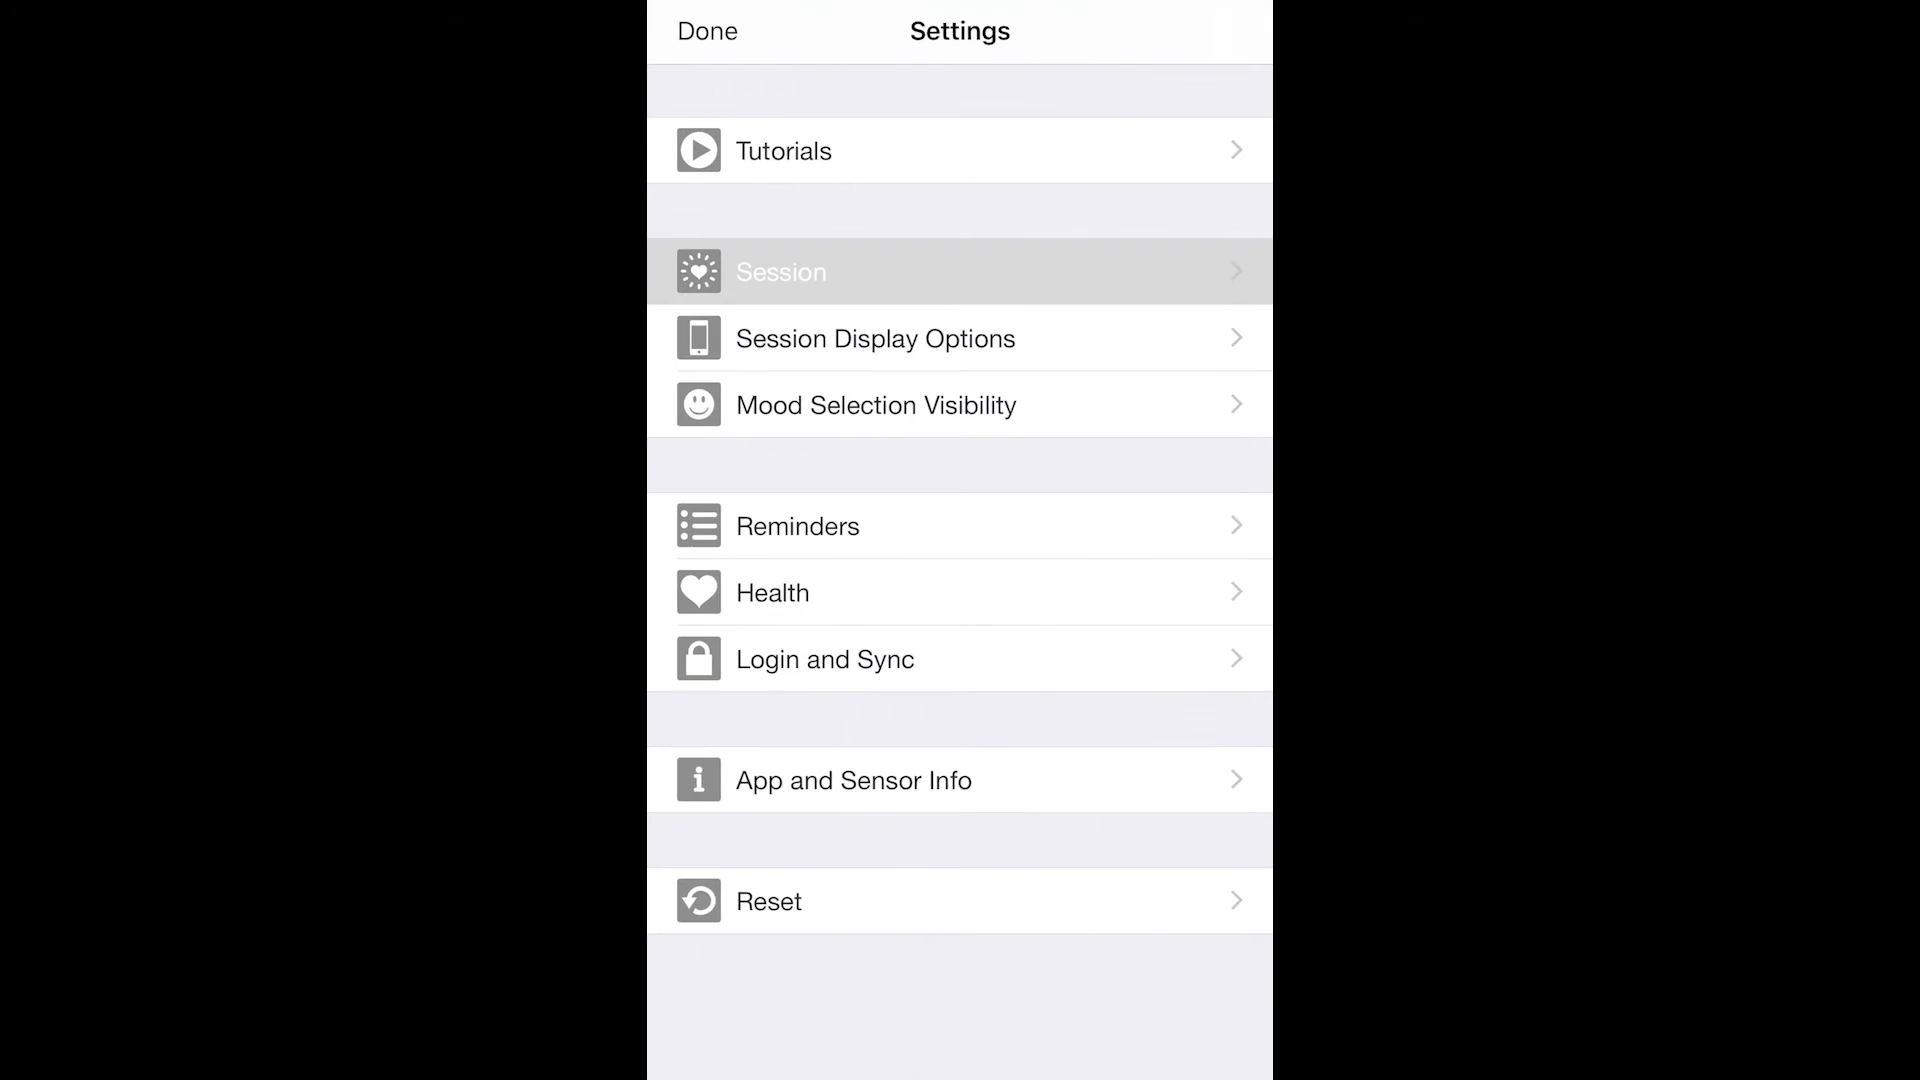 Done
Settings
Tutorials
Session
Session Display Options
Mood Selection Visibility
Reminders
Health
Login and Sync
App and Sensor Info
Reset